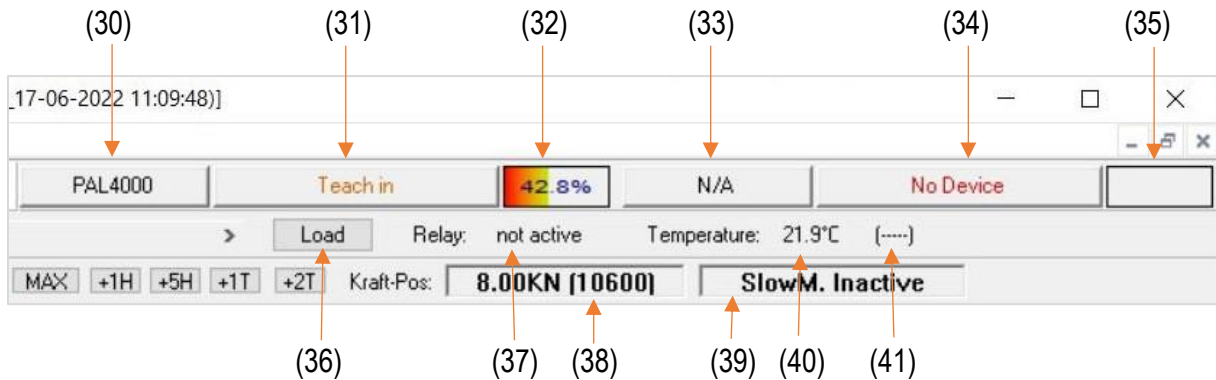 (30) (31) (32) (33) (34) (35)
_17-06-2022 11:09:48)]
PAL4000 Teach in 42.8% N/A No Device
> Load Relay: not active Temperature: 21.9°C (-----)
MAX +1H +5H +1T +2T Kraft-Pos: 8.00KN (10600) SlowM. Inactive
(36) (37) (38) (39) (40) (41)